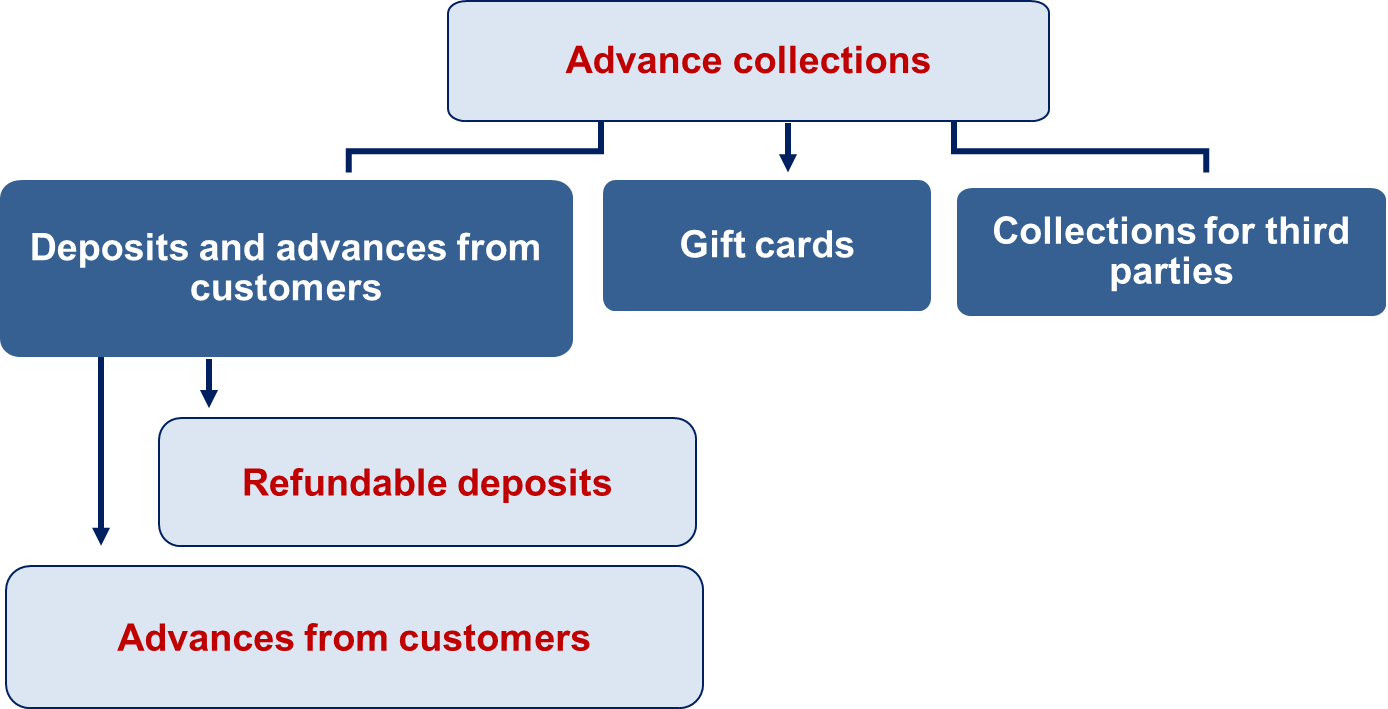 Advance collections
Deposits and advances from
customers
Gift cards
Collections for third
parties
Refundable deposits
Advances from customers